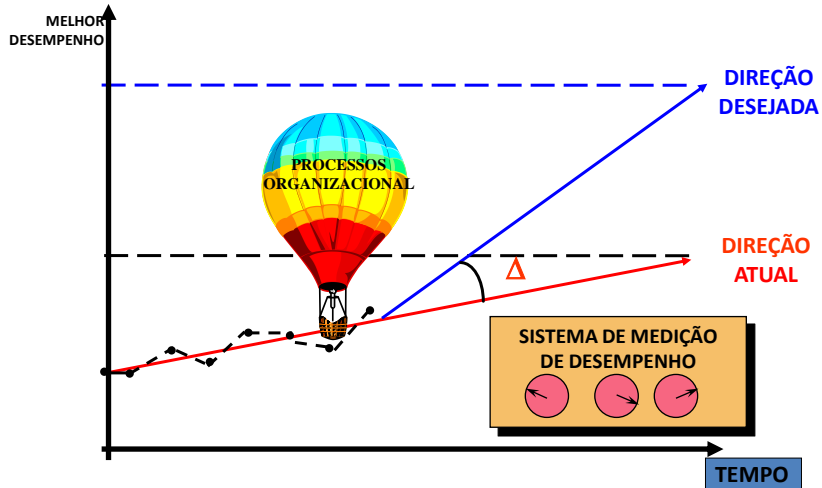 MELHOR
DESEMPENHO
DIREÇÃO
DESEJADA
PROCESSOS
ORGANIZACIONAL
DIREÇÃO
ATUAL
Δ
SISTEMA DE MEDIÇÃO
DE DESEMPENHO
TEMPO